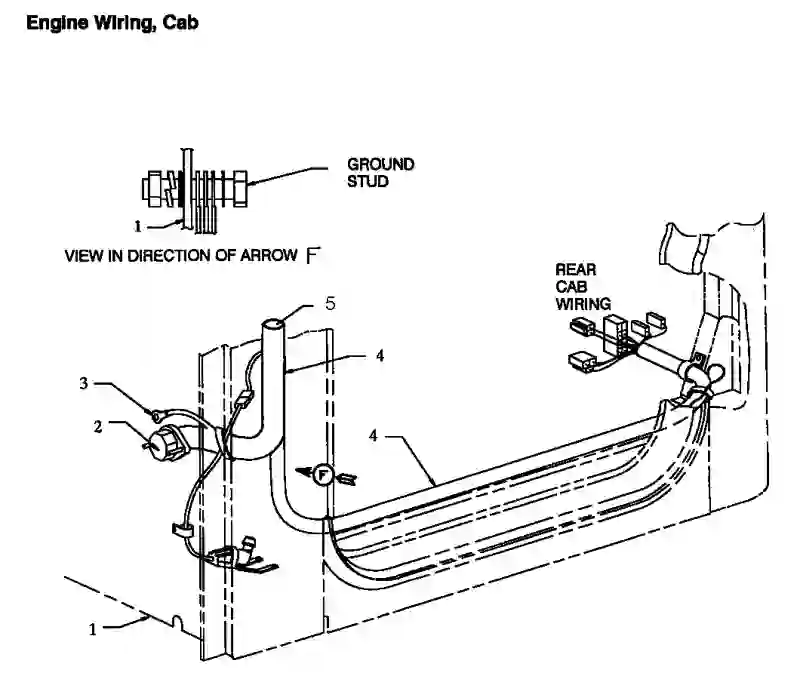 Engine Wiring, Cab
GROUND
STUD
1
VIEW IN DIRECTION OF ARROW F
REAR
CAB
WIRING
5
4
3
2
4
F
1